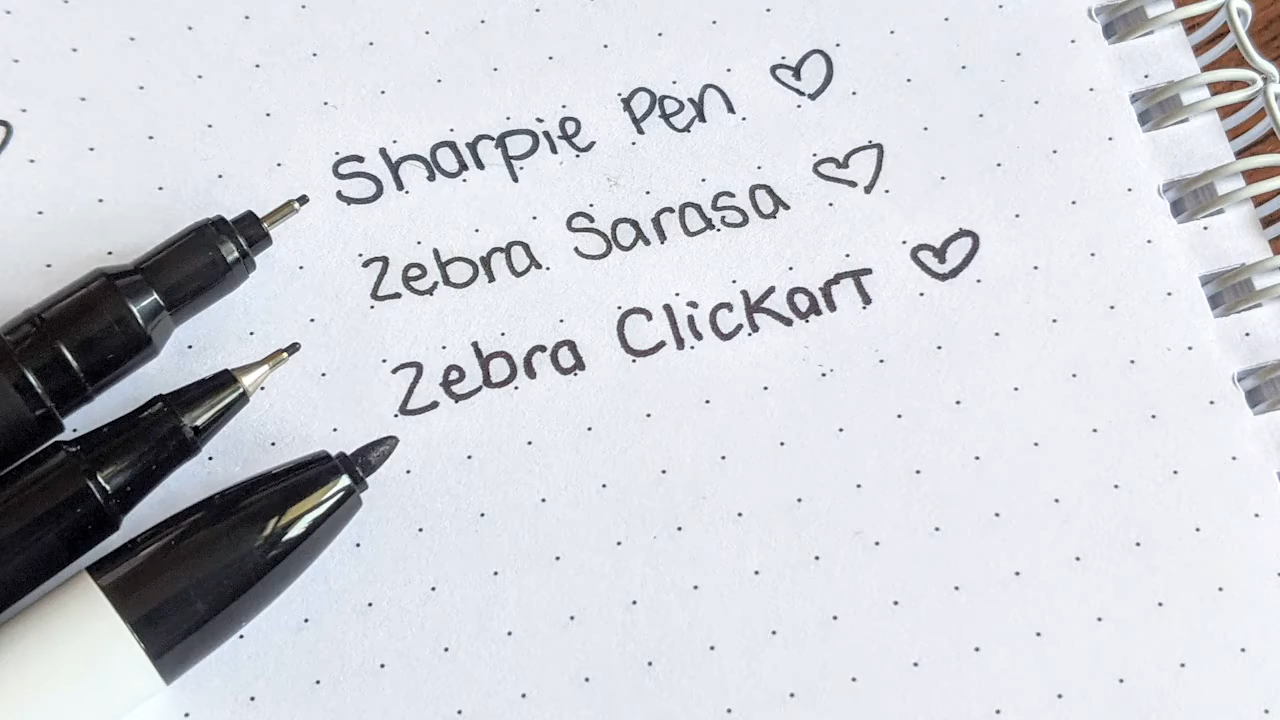 Sharpie Pen ♡
Zebra Sarasa ♡
Zebra ClicKart ♡